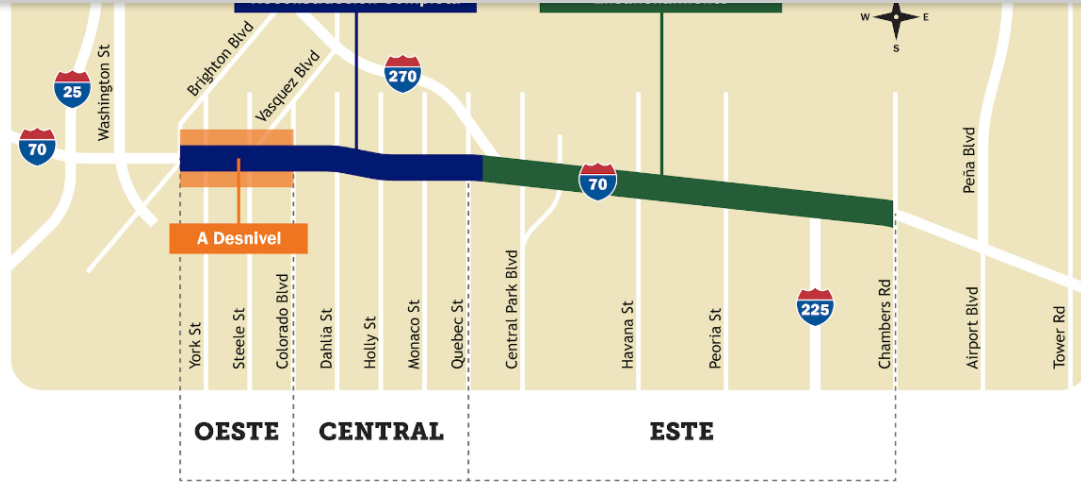 W
E
S
Brighton Blvd
Vasquez Blvd
Washington St
25
270
70
70
Peña Blvd
A Desnivel
225
York St
Steele St
Colorado Blvd
Dahlia St
Holly St
Monaco St
Quebec St
Central Park Blvd
Havana St
Peoria St
Chambers Rd
Airport Blvd
Tower Rd
OESTE
CENTRAL
ESTE